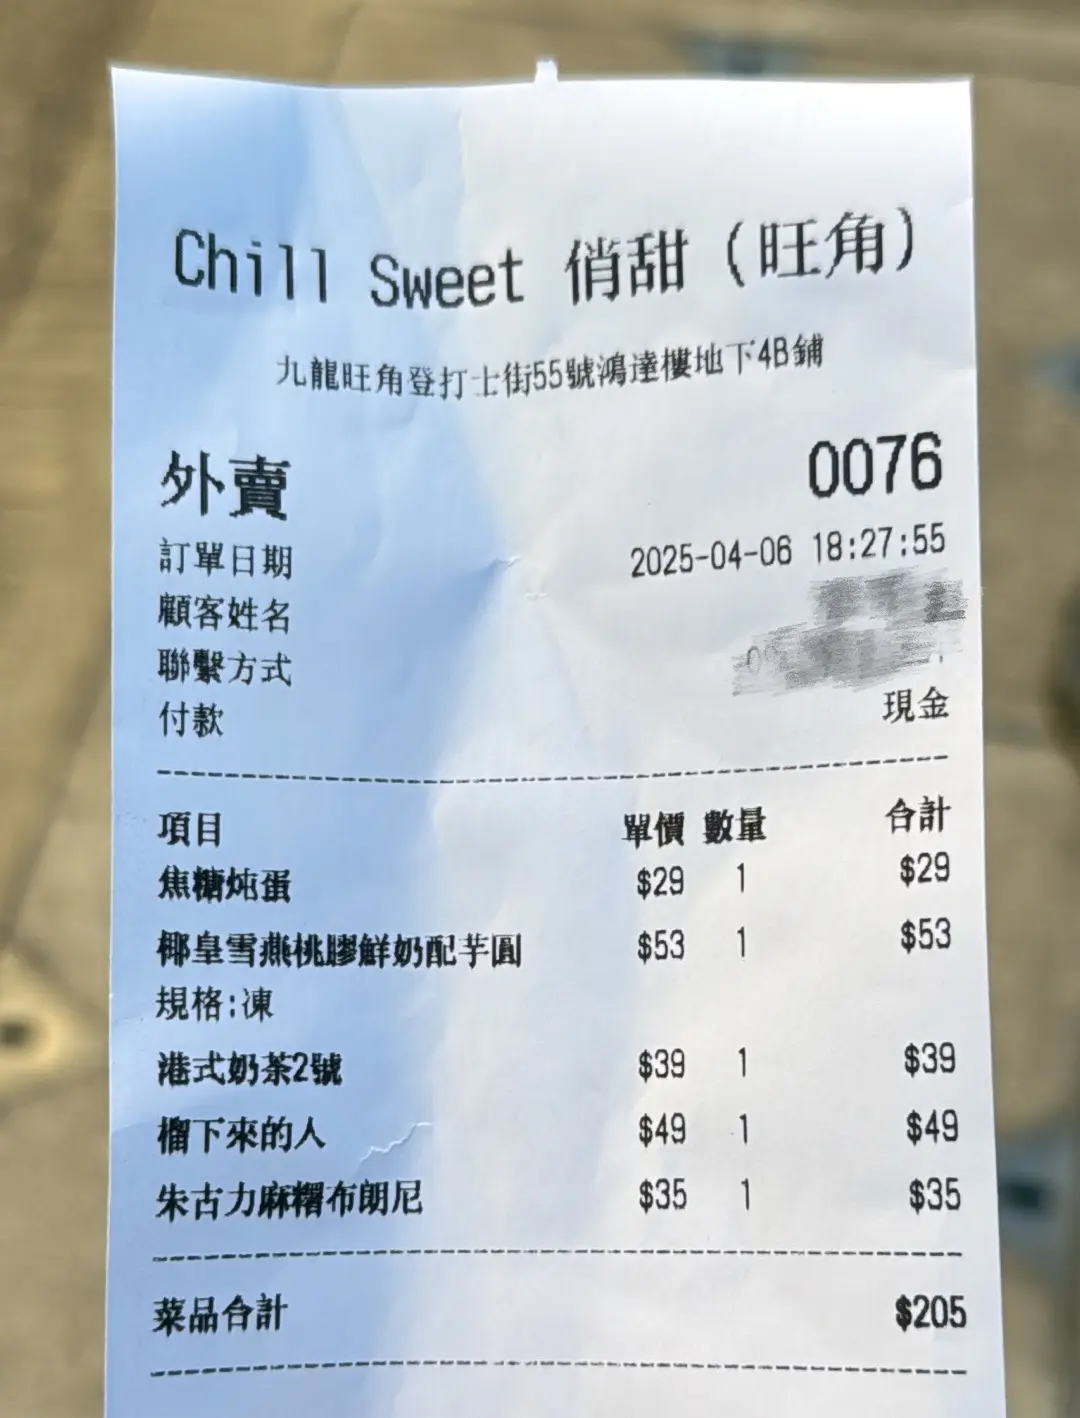 Chill Sweet 俏甜（旺角）
九龍旺角登打士街55號鴻達樓地下4B鋪
外賣 0076
訂單日期 2025-04-06 18:27:55
顧客姓名
聯繫方式
付款 現金
項目 單價 數量 合計
焦糖炖蛋 $29 1 $29
椰皇雪燕桃膠鮮奶配芋圓 $53 1 $53
規格:凍
港式奶茶2號 $39 1 $39
榴下來的人 $49 1 $49
朱古力麻糬布朗尼 $35 1 $35
菜品合計 $205